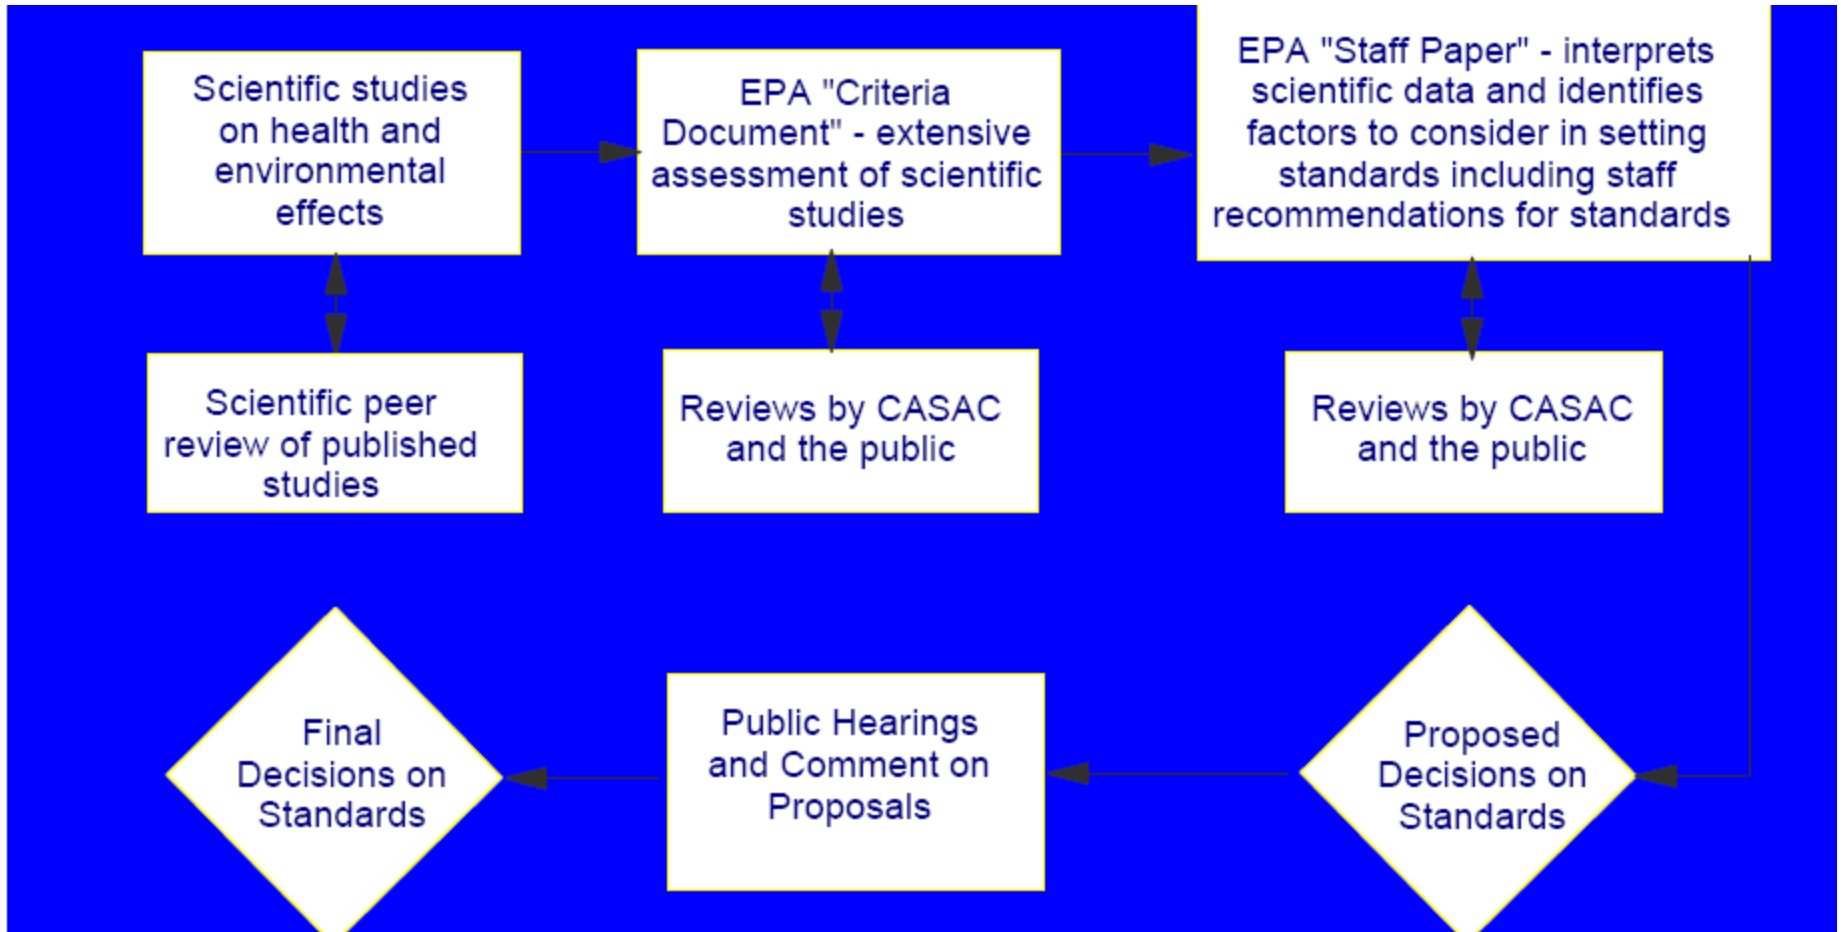 Scientific studies
on health and
environmental
effects
EPA "Criteria
Document" - extensive
assessment of scientific
studies
EPA "Staff Paper" - interprets
scientific data and identifies
factors to consider in setting
standards including staff
recommendations for standards
Scientific peer
review of published
studies
Reviews by CASAC
and the public
Reviews by CASAC
and the public
Proposed
Decisions on
Standards
Public Hearings
and Comment on
Proposals
Final
Decisions on
Standards